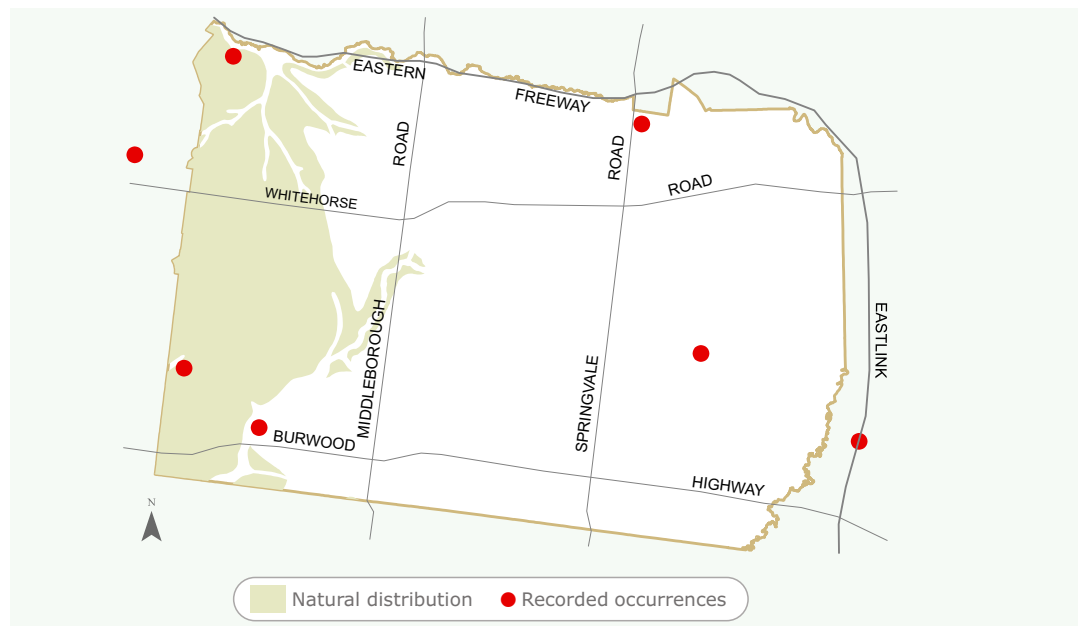 EASTERN
FREEWAY
ROAD
ROAD
WHITEHORSE
ROAD
MIDDLEBOROUGH
SPRINGVALE
EASTLINK
BURWOOD
HIGHWAY
N
Natural distribution
Recorded occurrences